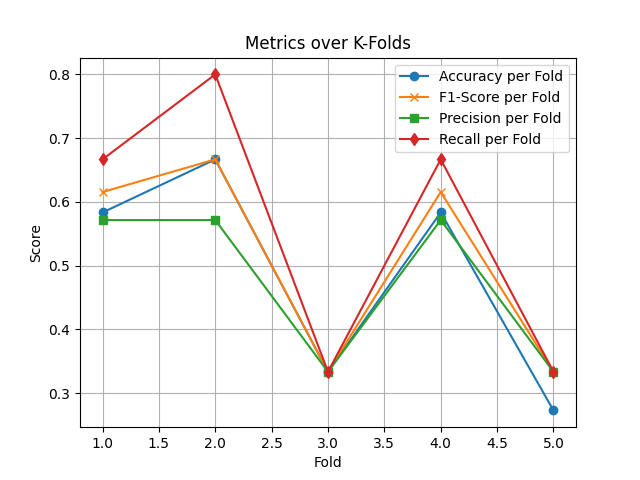 Metrics over K-Folds
Accuracy per Fold
F1-Score per Fold
Precision per Fold
Recall per Fold
0.8
0.7
0.6
0.5
0.4
0.3
Score
1.0 1.5 2.0 2.5 3.0 3.5 4.0 4.5 5.0
Fold